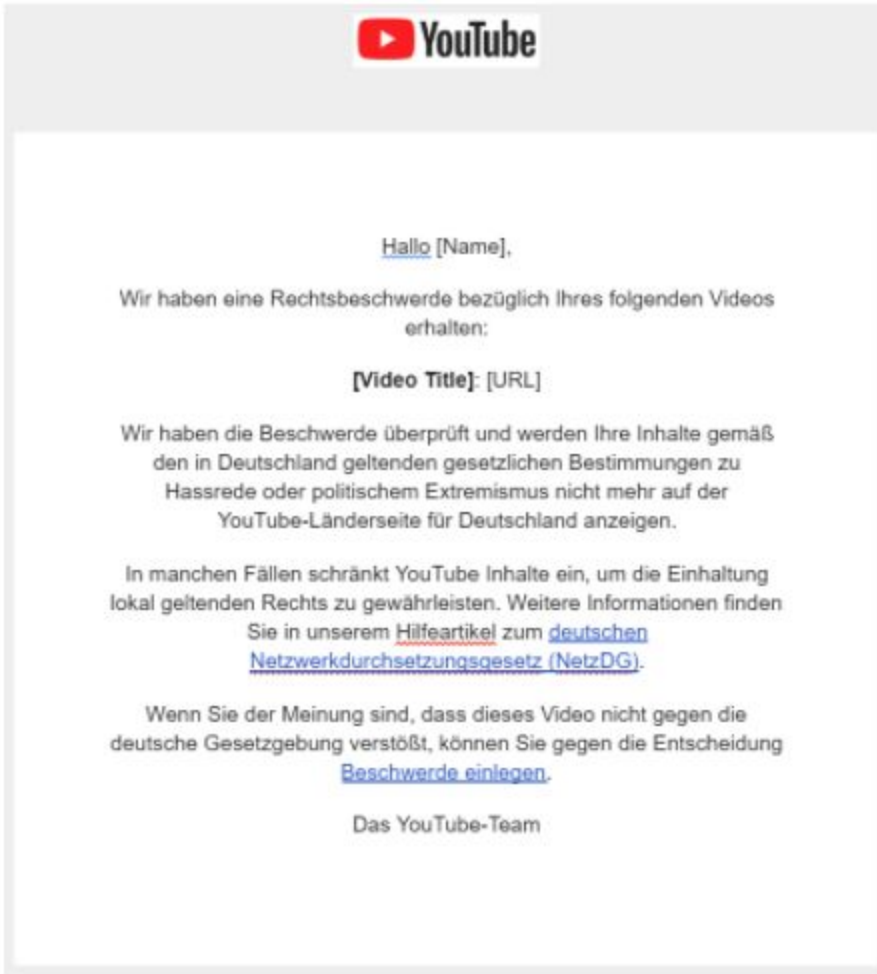 YouTube
Hallo [Name],
Wir haben eine Rechtsbeschwerde bezüglich Ihres folgenden Videos
erhalten:
[Video Title]: [URL]
Wir haben die Beschwerde überprüft und werden Ihre Inhalte gemäß
den in Deutschland geltenden gesetzlichen Bestimmungen zu
Hassrede oder politischem Extremismus nicht mehr auf der
YouTube-Länderseite für Deutschland anzeigen.
In manchen Fällen schränkt YouTube Inhalte ein, um die Einhaltung
lokal geltenden Rechts zu gewährleisten. Weitere Informationen finden
Sie in unserem Hilfeartikel zum deutschen
Netzwerkdurchsetzungsgesetz (NetzDG).
Wenn Sie der Meinung sind, dass dieses Video nicht gegen die
deutsche Gesetzgebung verstößt, können Sie gegen die Entscheidung
Beschwerde einlegen.
Das YouTube-Team